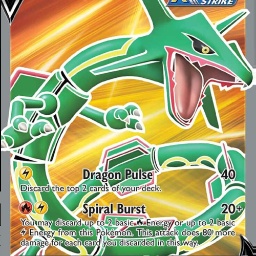 STRIKE
Dragon Pulse 40
Discard the top 2 cards of your deck.
Spiral Burst 20+
You may discard up to 2 basic Energy or up to 2 basic
Energy from this Pokémon. This attack does 80 more
damage for each card you discarded in this way.